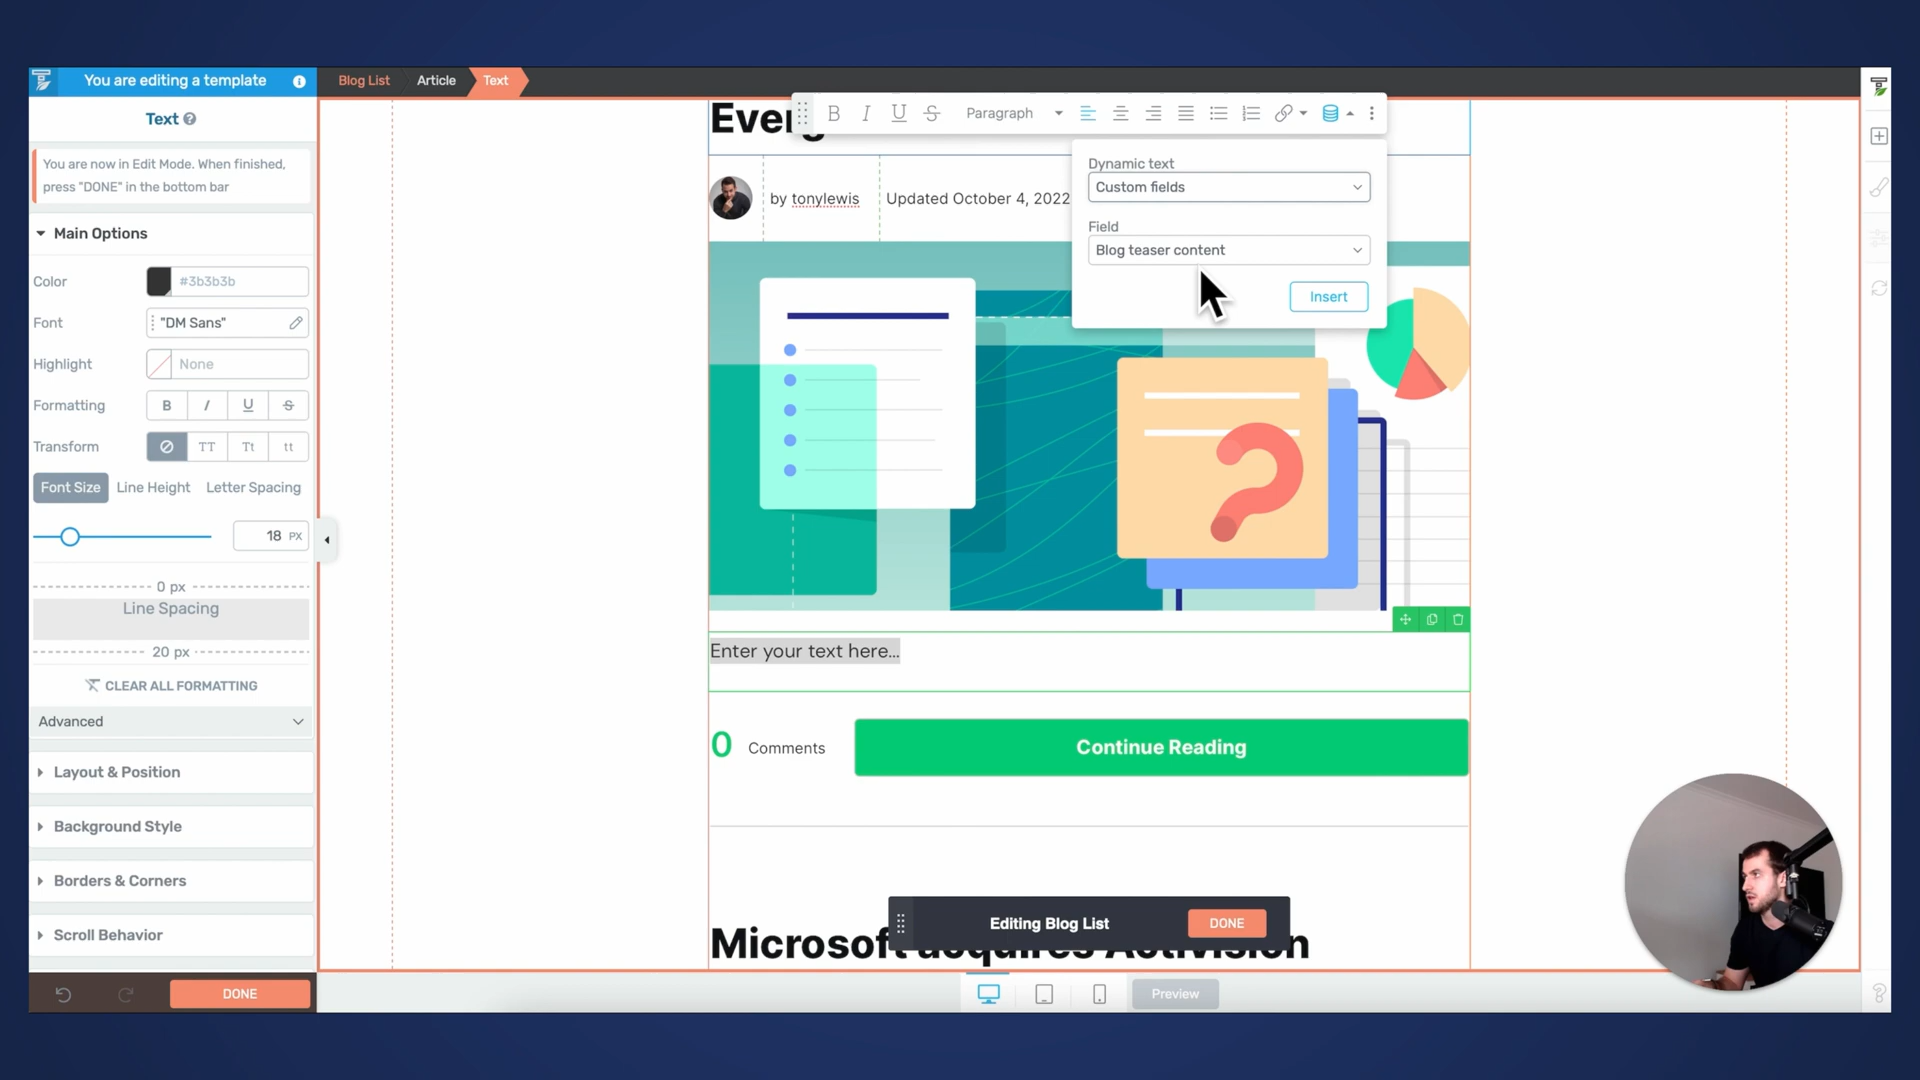 You are editing a template
Blog List
Article
Text
Text
You are now in Edit Mode. When finished,
press "DONE" in the bottom bar
Main Options
Color
#3b3b3b
Font
"DM Sans"
Highlight
None
Formatting
B
I
U
S
Transform
TT
Tt
tt
Font Size
Line Height
Letter Spacing
18 PX
0 px
Line Spacing
20 px
CLEAR ALL FORMATTING
Advanced
Layout & Position
Background Style
Borders & Corners
Scroll Behavior
DONE
B
I
U
S
Paragraph
Dynamic text
Custom fields
Field
Blog teaser content
Insert
by tonylewis
Updated October 4, 2022
Enter your text here...
0 Comments
Continue Reading
Editing Blog List
DONE
Microsoft acquires Activision
Preview